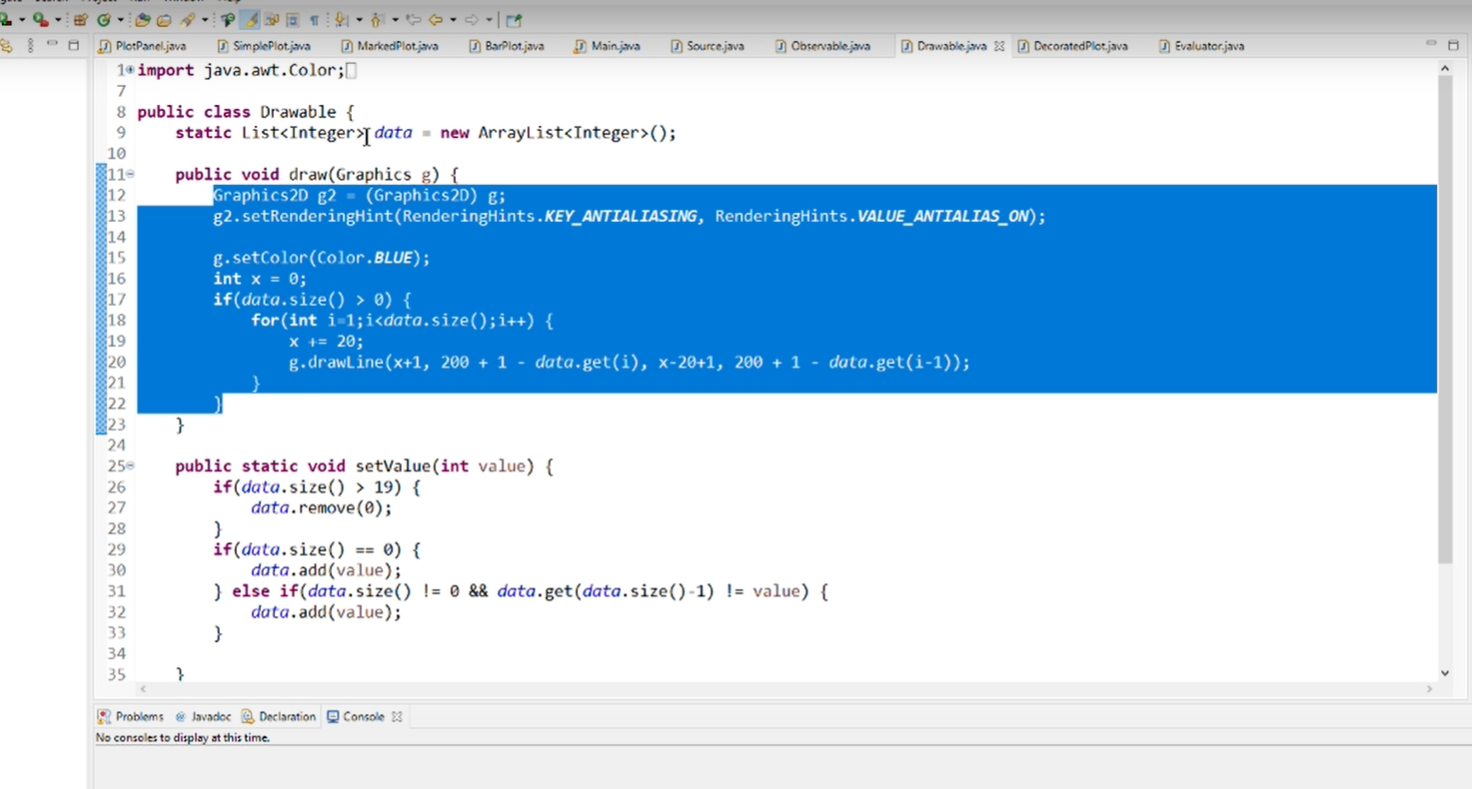 PlotPanel.java SimplePlot.java MarkedPlot.java BarPlot.java Main.java Source.java Observable.java Drawable.java DecoratedPlot.java Evaluator.java
1 import java.awt.Color;
7
8 public class Drawable {
9 static List<Integer> data = new ArrayList<Integer>();
10
11 public void draw(Graphics g) {
12 Graphics2D g2 = (Graphics2D) g;
13 g2.setRenderingHint(RenderingHints.KEY_ANTIALIASING, RenderingHints.VALUE_ANTIALIAS_ON);
14
15 g.setColor(Color.BLUE);
16 int x = 0;
17 if(data.size() > 0) {
18 for(int i=1;i<data.size();i++) {
19 x += 20;
20 g.drawLine(x+1, 200 + 1 - data.get(i), x-20+1, 200 + 1 - data.get(i-1));
21 }
22 }
23 }
24
25 public static void setValue(int value) {
26 if(data.size() > 19) {
27 data.remove(0);
28 }
29 if(data.size() == 0) {
30 data.add(value);
31 } else if(data.size() != 0 && data.get(data.size()-1) != value) {
32 data.add(value);
33 }
34
35 }
Problems Javadoc Declaration Console
No consoles to display at this time.